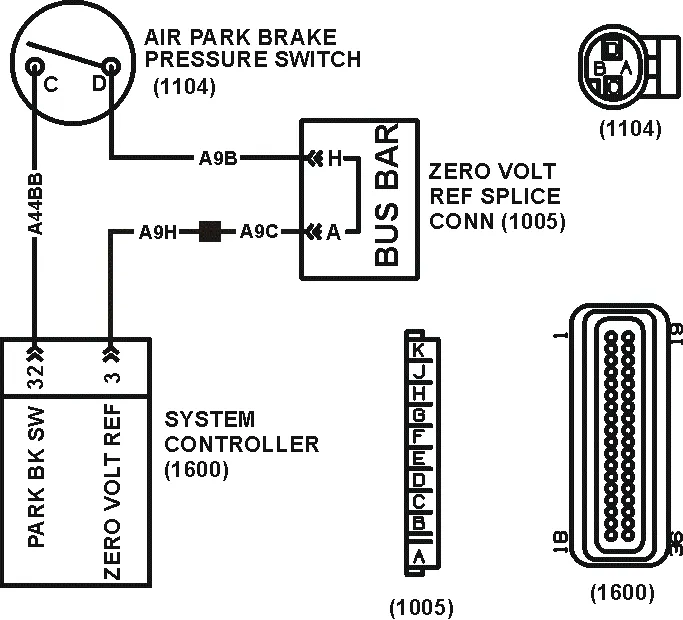 AIR PARK BRAKE
PRESSURE SWITCH
(1104)
C
D
B A
(1104)
A9B
H
ZERO VOLT
REF SPLICE
CONN (1005)
BUS BAR
A44BB
A9H
A9C
A
32
3
PARK BK SW
ZERO VOLT REF
SYSTEM
CONTROLLER
(1600)
K
J
H
G
F
E
D
C
B
A
(1005)
1
19
18
36
(1600)